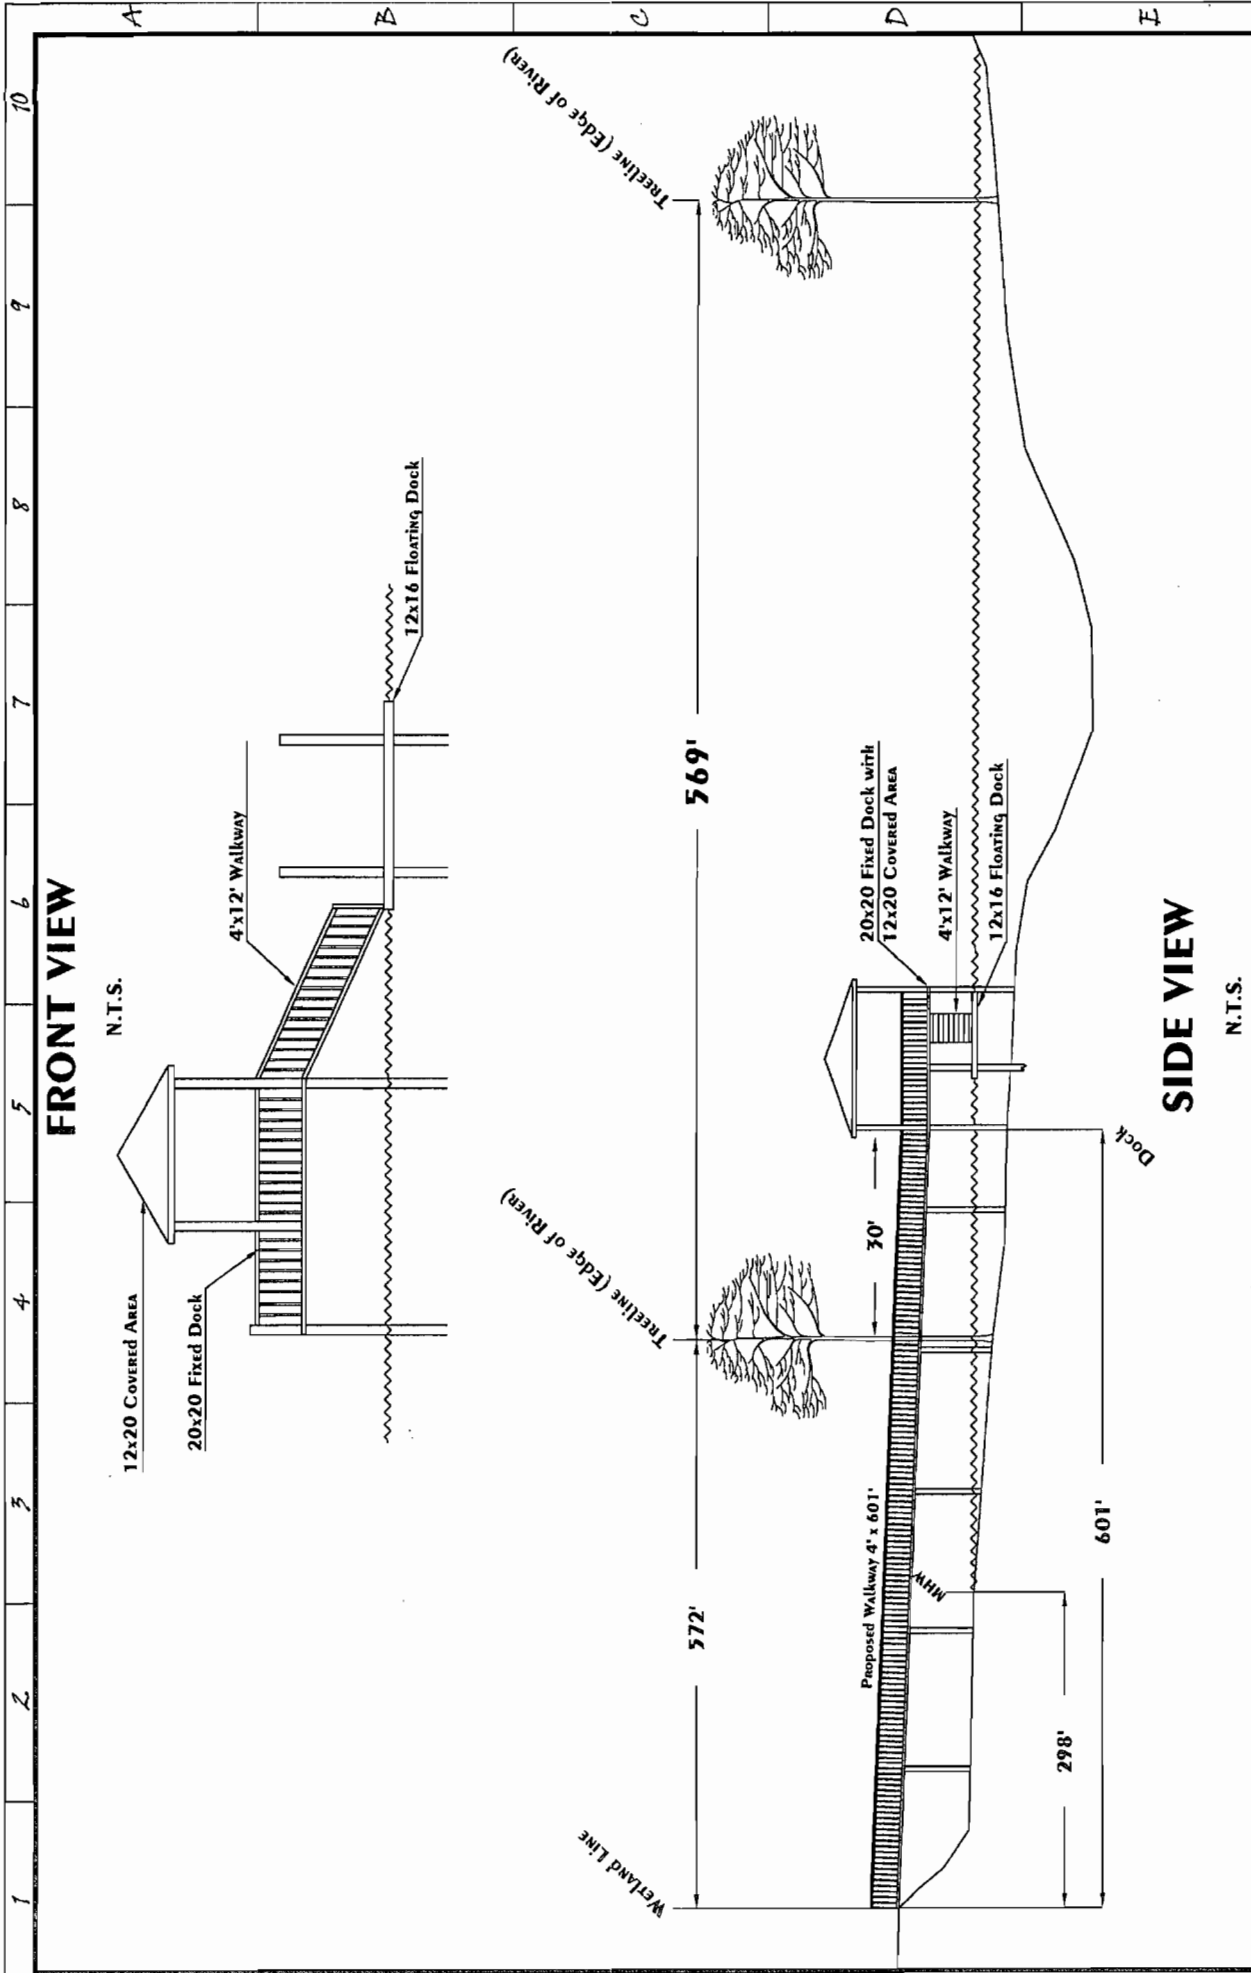 1
2
3
4
5
6
7
8
9
10
A
B
C
D
E
FRONT VIEW
N.T.S.
12x20 Covered Area
20x20 Fixed Dock
4'x12' Walkway
12x16 Floating Dock
Wetland Line
Treeline (Edge of River)
Treeline (Edge of River)
572'
569'
30'
Proposed Walkway 4' x 601'
MHW
20x20 Fixed Dock with
12x20 Covered Area
4'x12' Walkway
12x16 Floating Dock
Dock
298'
601'
SIDE VIEW
N.T.S.